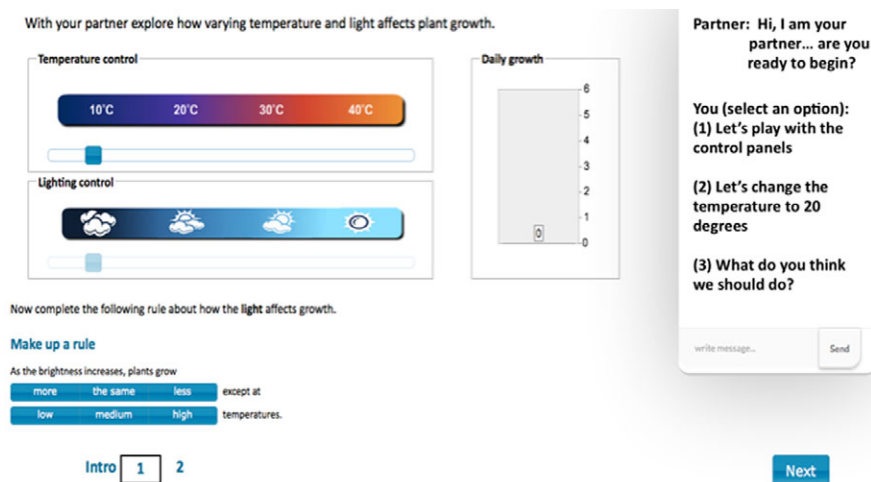 With your partner explore how varying temperature and light affects plant growth.
Temperature control
10°C 20°C 30°C 40°C
Lighting control
Daily growth
6
5
4
3
2
1
0
0
Now complete the following rule about how the light affects growth.
Make up a rule
As the brightness increases, plants grow
more the same less except at
low medium high temperatures.
Intro 1 2
Partner: Hi, I am your
partner... are you
ready to begin?
You (select an option):
(1) Let's play with the
control panels
(2) Let's change the
temperature to 20
degrees
(3) What do you think
we should do?
write message... Send
Next